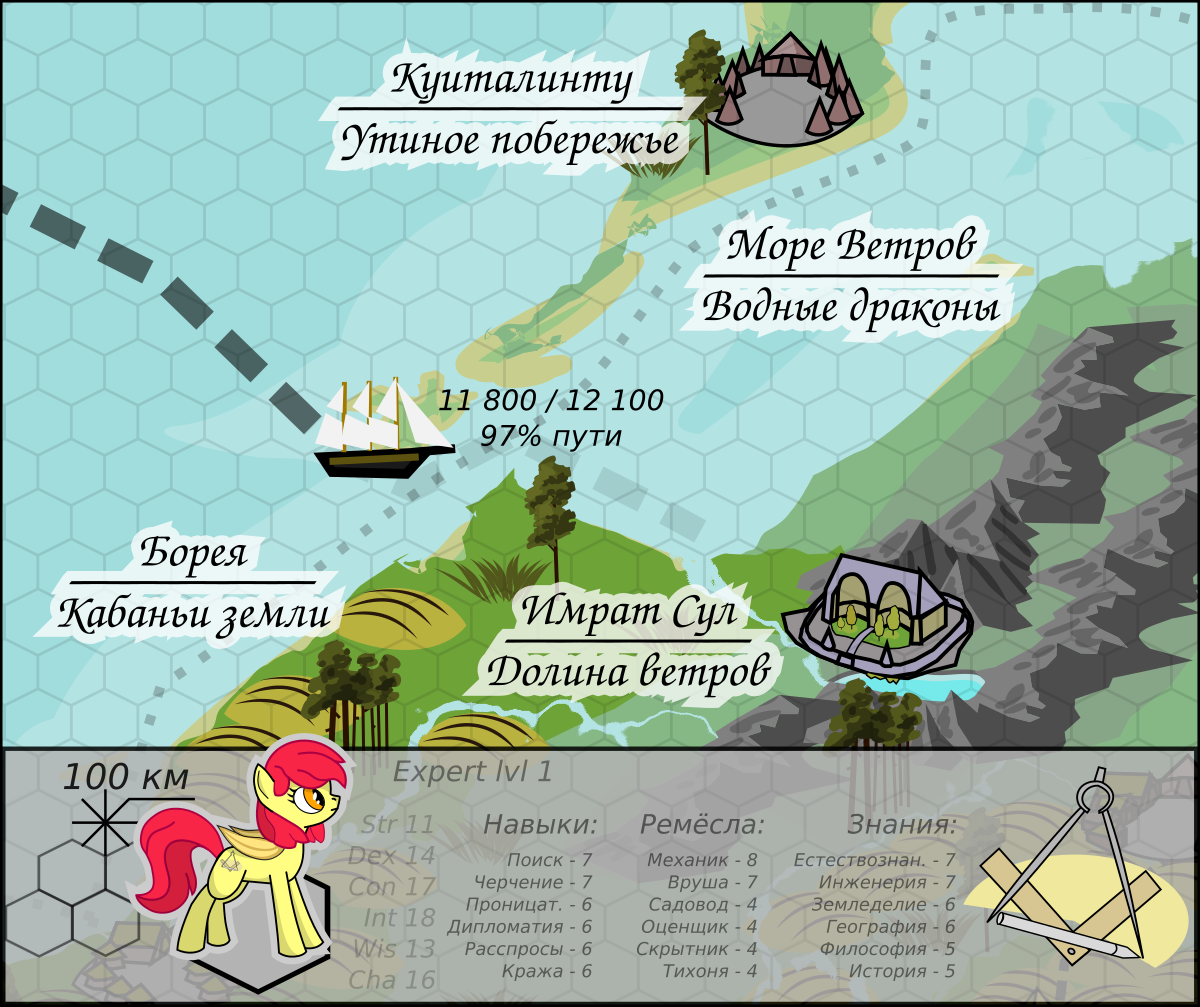 Куиталинту
Утиное побережье
Море Ветров
Водные драконы
11 800 / 12 100
97% пути
Борея
Кабаньи земли
Имрат Сул
Долина ветров
100 км
Expert lvl 1
Str 11
Dex 14
Con 17
Int 18
Wis 13
Cha 16
Навыки:
Поиск - 7
Черчение - 7
Проницат. - 6
Дипломатия - 6
Расспросы - 6
Кража - 6
Ремёсла:
Механик - 8
Вруша - 7
Садовод - 4
Оценщик - 4
Скрытник - 4
Тихоня - 4
Знания:
Естествознан. - 7
Инженерия - 7
Земледелие - 6
География - 6
Философия - 5
История - 5